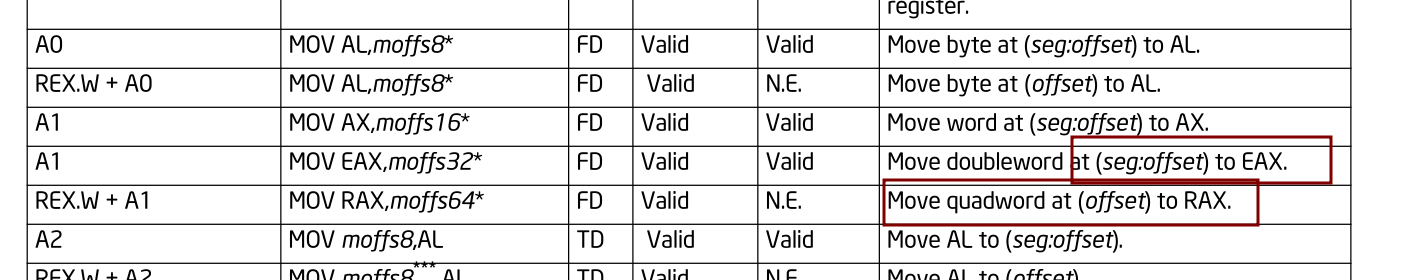 register.
A0 MOV AL,moffs8* FD Valid Valid Move byte at (seg:offset) to AL.
REX.W + A0 MOV AL,moffs8* FD Valid N.E. Move byte at (offset) to AL.
A1 MOV AX,moffs16* FD Valid Valid Move word at (seg:offset) to AX.
A1 MOV EAX,moffs32* FD Valid Valid Move doubleword at (seg:offset) to EAX.
REX.W + A1 MOV RAX,moffs64* FD Valid N.E. Move quadword at (offset) to RAX.
A2 MOV moffs8,AL TD Valid Valid Move AL to (seg:offset).
REX.W + A2 MOV moffs8***,AL TD Valid N.E. Move AL to (offset).